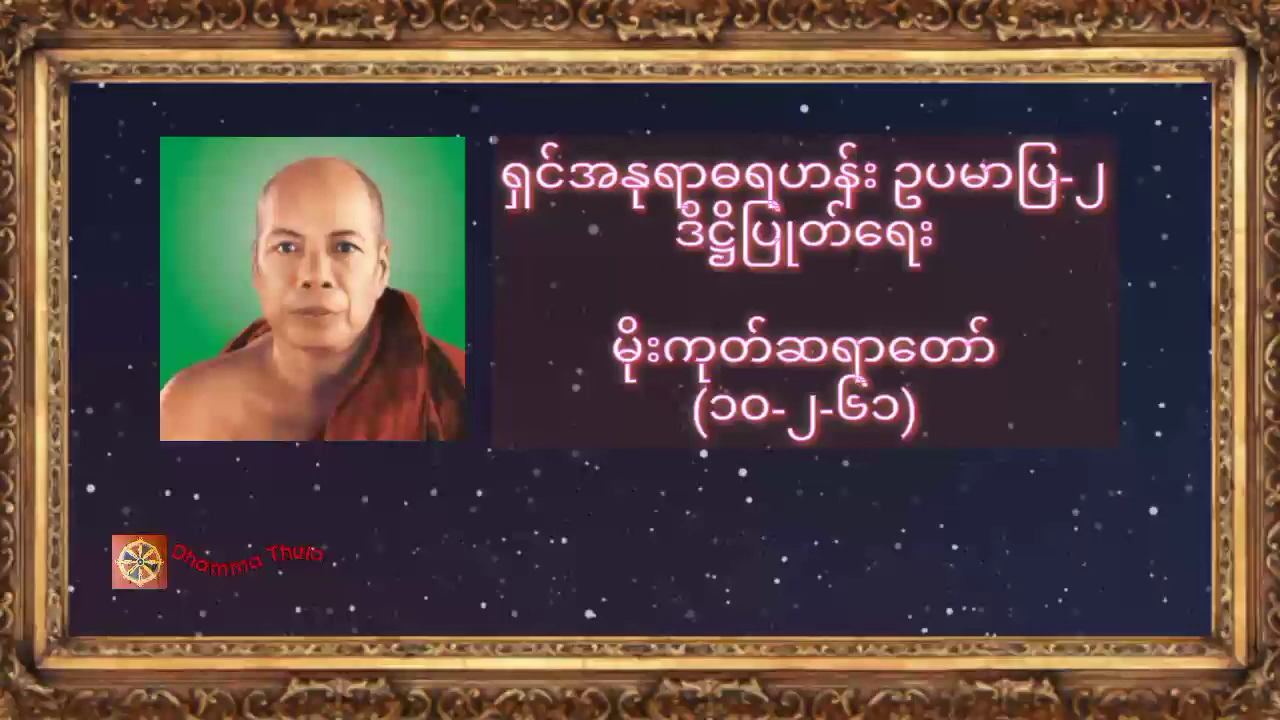 ရှင်အနုရာဓရဟန်း ဥပမာပြ-၂
ဒိဋ္ဌိပြုတ်ရေး
မိုးကုတ်ဆရာတော်
(၁၀-၂-၆၁)
Dhamma Thula